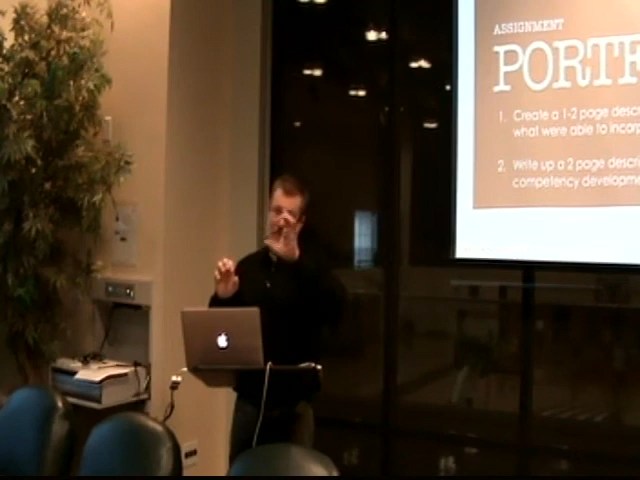 ASSIGNMENT
PORTF
1. Create a 1-2 page descr
what were able to incorp
2. Write up a 2 page descri
competency developme